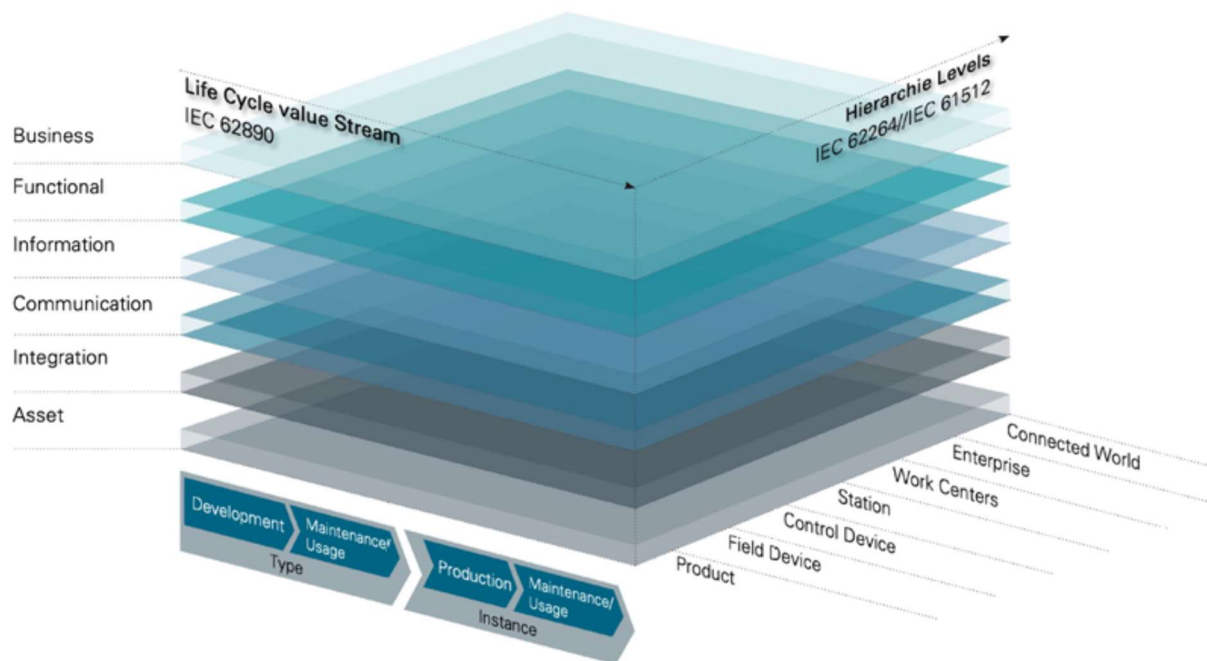 Life Cycle value Stream
IEC 62890
Hierarchie Levels
IEC 62264//IEC 61512
Business
Functional
Information
Communication
Integration
Asset
Connected World
Enterprise
Work Centers
Station
Control Device
Field Device
Product
Development
Maintenance/
Usage
Type
Production
Maintenance/
Usage
Instance